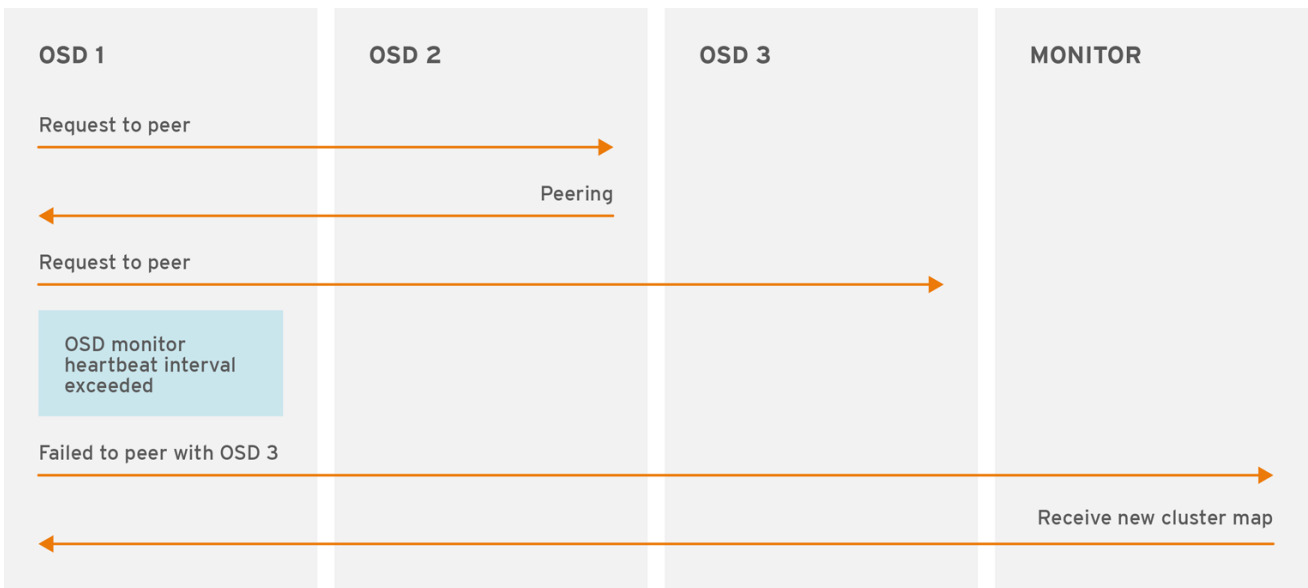 OSD 1
OSD 2
OSD 3
MONITOR
Request to peer
Peering
Request to peer
OSD monitor
heartbeat interval
exceeded
Failed to peer with OSD 3
Receive new cluster map